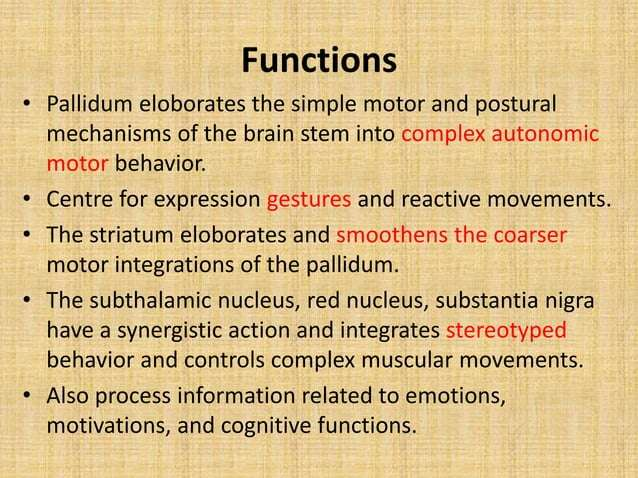 Functions
• Pallidum eloborates the simple motor and postural
mechanisms of the brain stem into complex autonomic
motor behavior.
• Centre for expression gestures and reactive movements.
• The striatum eloborates and smoothens the coarser
motor integrations of the pallidum.
• The subthalamic nucleus, red nucleus, substantia nigra
have a synergistic action and integrates stereotyped
behavior and controls complex muscular movements.
• Also process information related to emotions,
motivations, and cognitive functions.